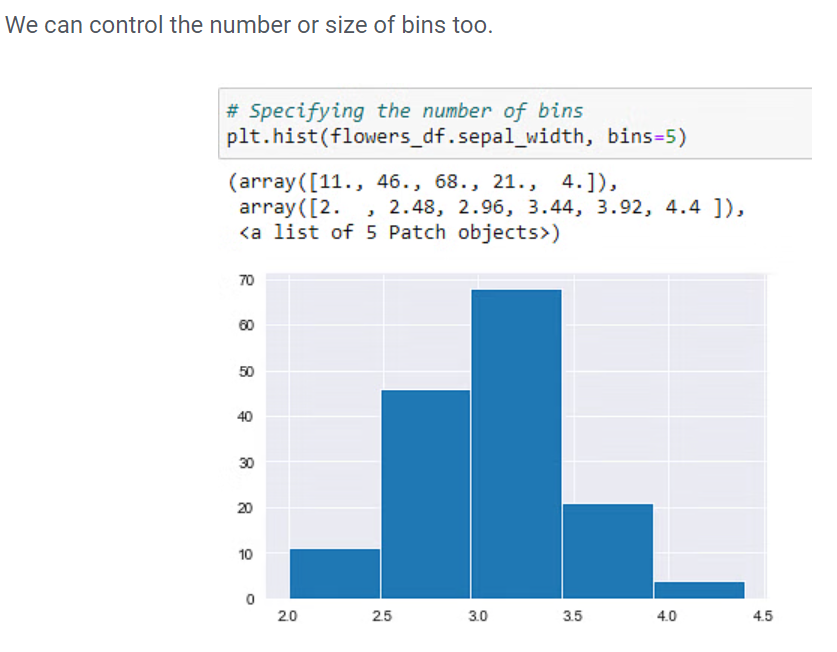 We can control the number or size of bins too.
# Specifying the number of bins
plt.hist(flowers_df.sepal_width, bins=5)
(array([11., 46., 68., 21.,  4.]),
 array([2.  , 2.48, 2.96, 3.44, 3.92, 4.4 ]),
 <a list of 5 Patch objects>)
70
60
50
40
30
20
10
0
2.0 2.5 3.0 3.5 4.0 4.5